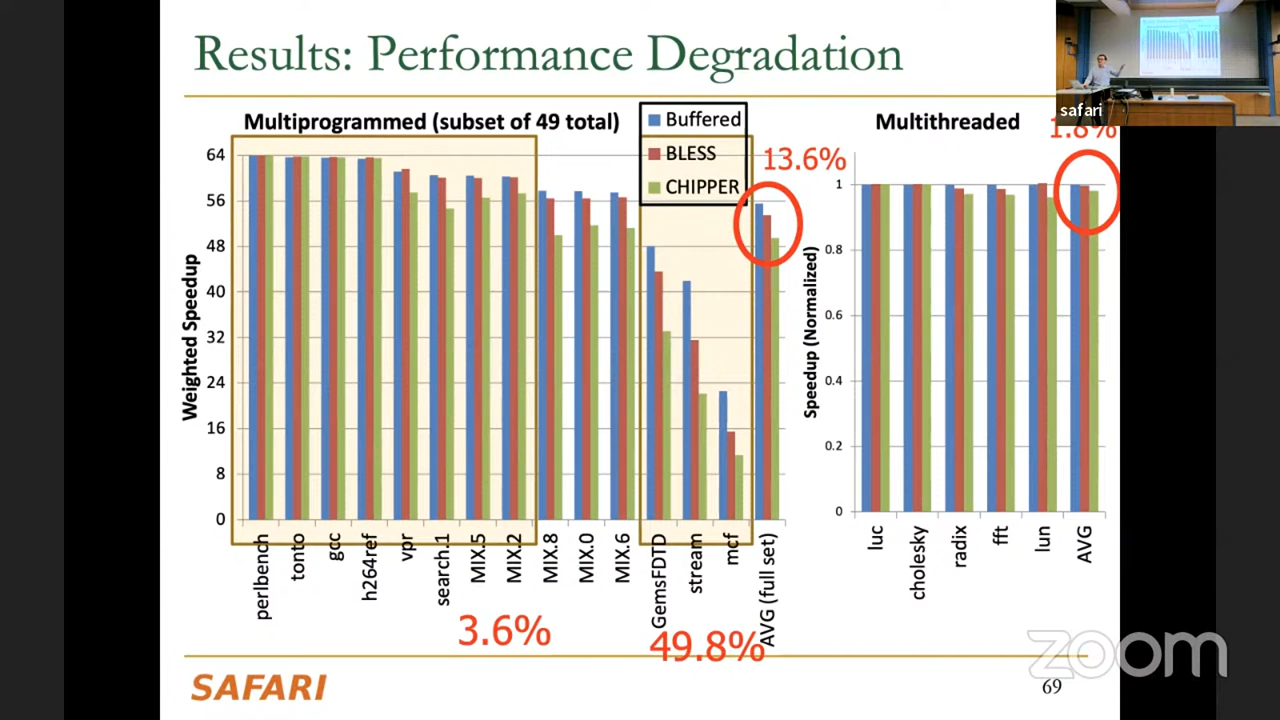 Results: Performance Degradation
safari
Multiprogrammed (subset of 49 total)
Buffered
BLESS
CHIPPER
13.6%
Multithreaded
1.8%
Weighted Speedup
64
56
48
40
32
24
16
8
0
perlbench
tonto
gcc
h264ref
vpr
search.1
MIX.5
MIX.2
MIX.8
MIX.0
MIX.6
GemsFDTD
stream
mcf
AVG (full set)
3.6%
49.8%
Speedup (Normalized)
1
0.8
0.6
0.4
0.2
0
luc
cholesky
radix
fft
lun
AVG
zoom
SAFARI
69